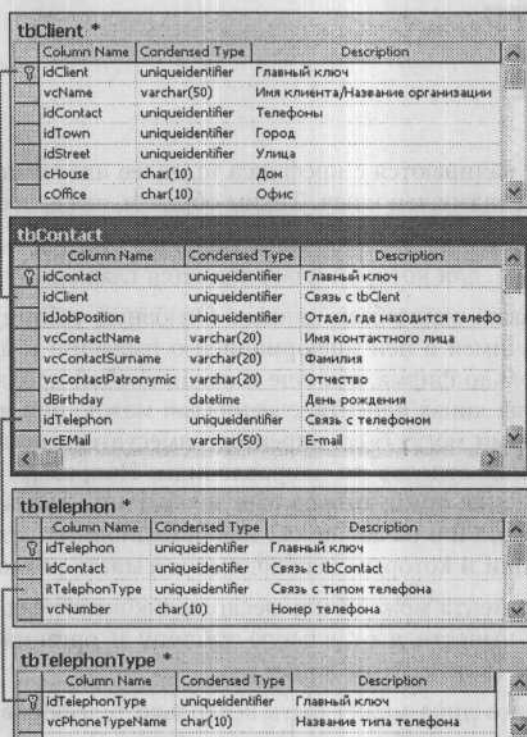 tbClient *
Column Name Condensed Type Description
idClient uniqueidentifier Главный ключ
vcName varchar(50) Имя клиента/Название организации
idContact uniqueidentifier Телефоны
idTown uniqueidentifier Город
idStreet uniqueidentifier Улица
cHouse char(10) Дом
cOffice char(10) Офис
tbContact
Column Name Condensed Type Description
idContact uniqueidentifier Главный ключ
idClient uniqueidentifier Связь с tbClent
idJobPosition uniqueidentifier Отдел, где находится телефо
vcContactName varchar(20) Имя контактного лица
vcContactSurname varchar(20) Фамилия
vcContactPatronymic varchar(20) Отчество
dBirthday datetime День рождения
idTelephon uniqueidentifier Связь с телефоном
vcEMail varchar(50) E-mail
tbTelephon *
Column Name Condensed Type Description
idTelephon uniqueidentifier Главный ключ
idContact uniqueidentifier Связь с tbContact
itTelephonType uniqueidentifier Связь с типом телефона
vcNumber char(10) Номер телефона
tbTelephonType *
Column Name Condensed Type Description
idTelephonType uniqueidentifier Главный ключ
vcPhoneTypeName char(10) Название типа телефона